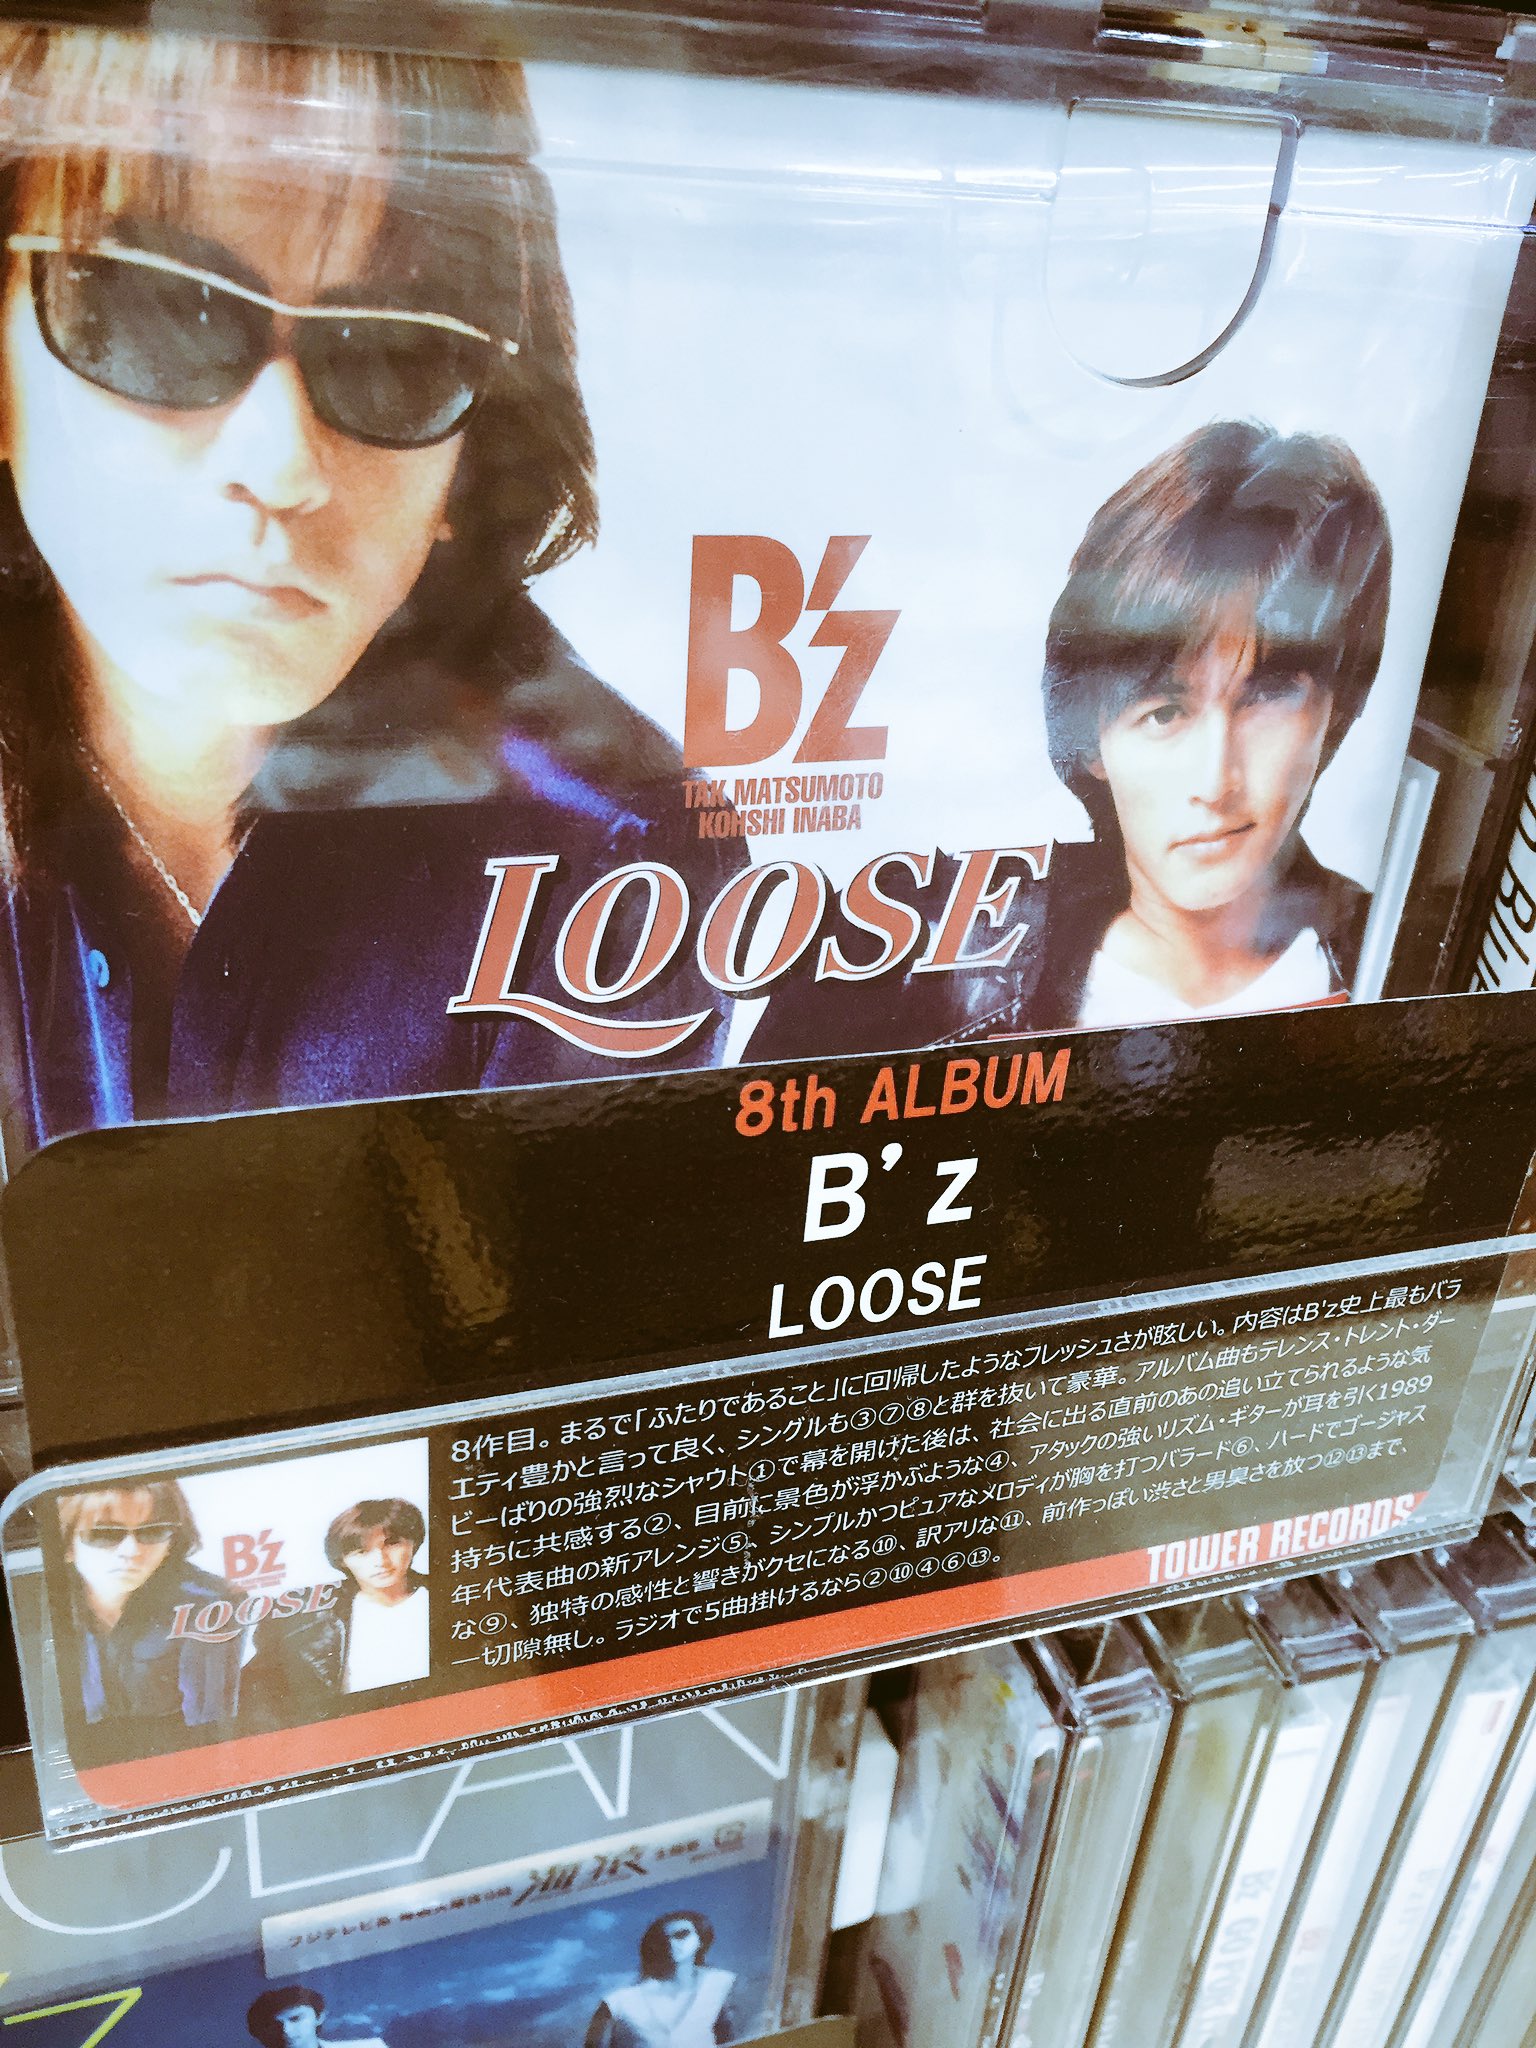 B'z
TAK MATSUMOTO
KOHSHI INABA
LOOSE
8th ALBUM
B'z
LOOSE
8作目。まるで「ふたりであること」に回帰したようなフレッシュさが眩しい。内容はB'z史上最もバラ
エティ豊かと言って良く、シングルも③⑦⑧と群を抜いて豪華。アルバム曲もテレンス・トレント・ダー
ビーばりの強烈なシャウト①で幕を開けた後は、社会に出る直前のあの追い立てられるような気
持ちに共感する②、目前に景色が浮かぶような④、アタックの強いリズム・ギターが耳を引く1989
年代表曲の新アレンジ⑤、シンプルかつピュアなメロディが胸を打つバラード⑥、ハードでゴージャス
な⑨、独特の感性と響きがクセになる⑩、訳アリな⑪、前作っぽい渋さと男臭さを放つ⑫⑬まで、
一切隙無し。ラジオで5曲掛けるなら②⑩④⑥⑬。
B'z
LOOSE
TOWER RECORDS